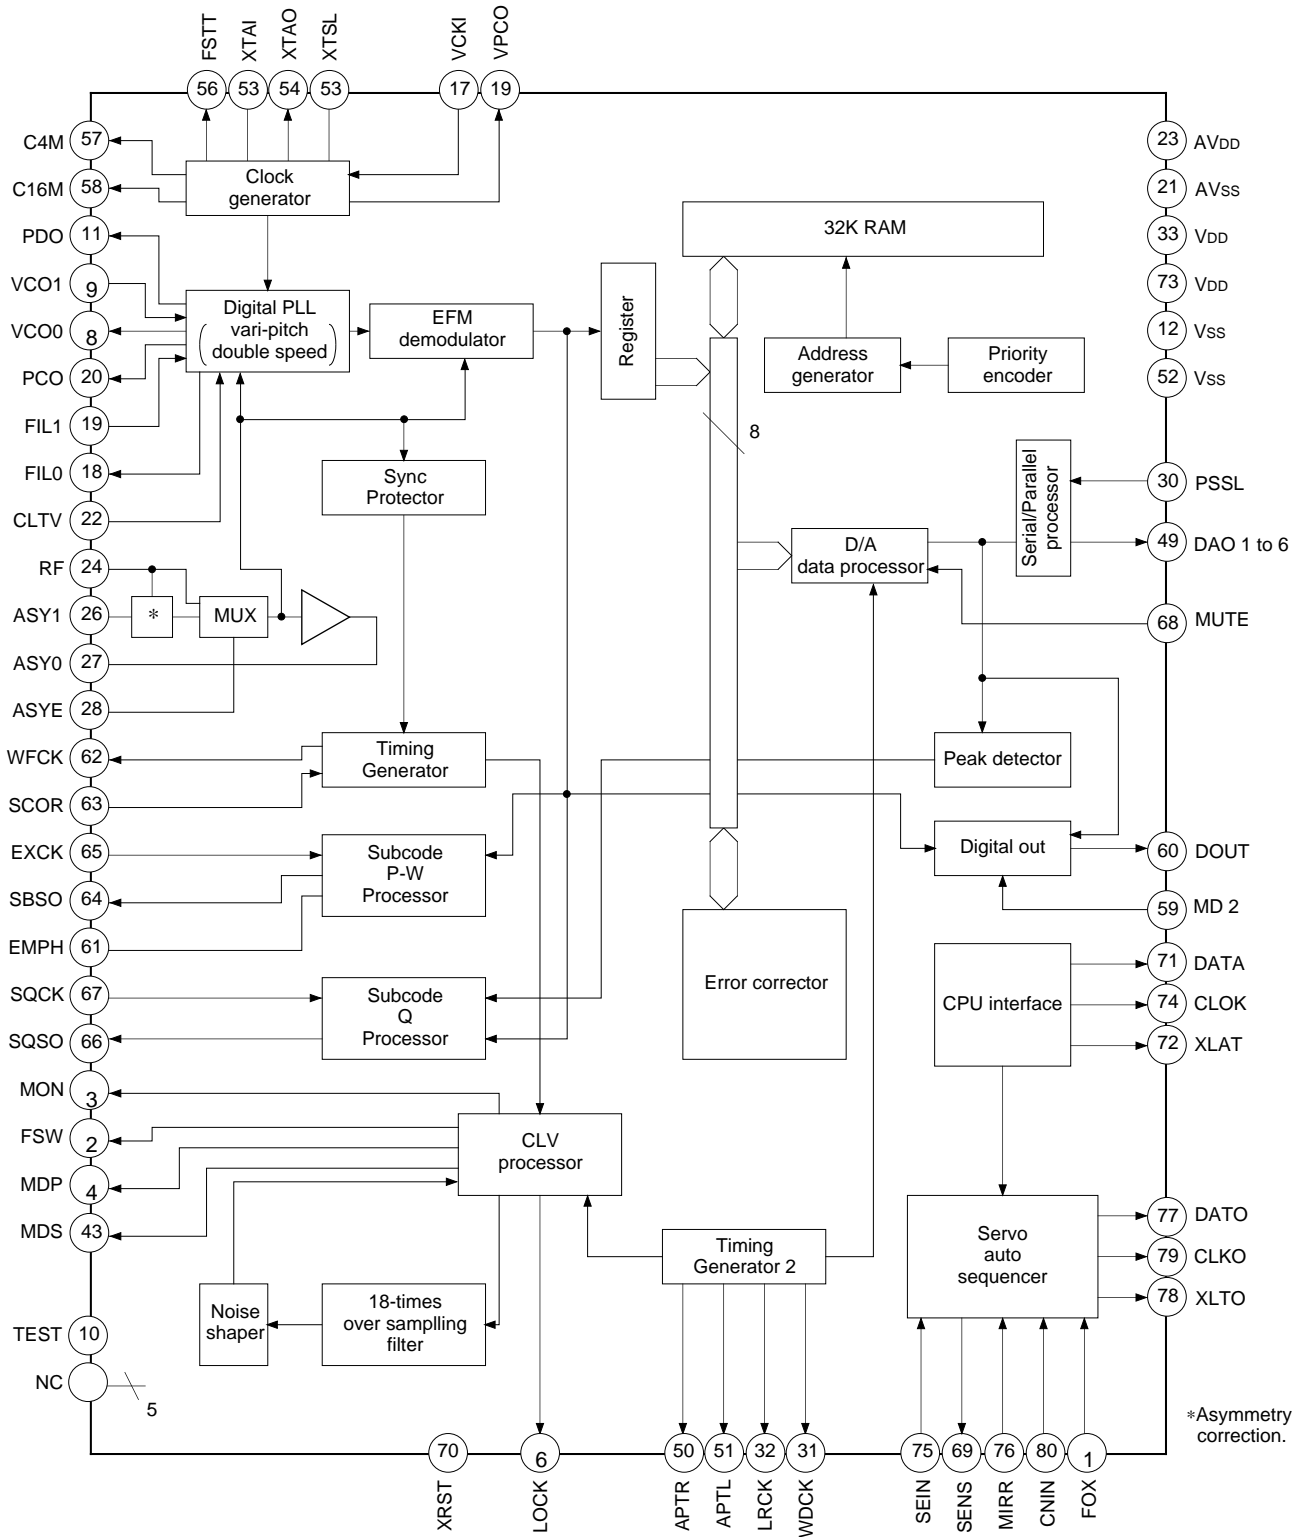 FSTT
XTAI
XTAO
XTSL
VCKI
VPCO
56
53
54
53
17
19
C4M
57
C16M
58
PDO
11
VCO1
9
VCO0
8
PCO
20
FIL1
19
FIL0
18
CLTV
22
RF
24
ASY1
26
ASY0
27
ASYE
28
WFCK
62
SCOR
63
EXCK
65
SBSO
64
EMPH
61
SQCK
67
SQSO
66
MON
3
FSW
2
MDP
4
MDS
43
TEST
10
NC
5
Clock
generator
Digital PLL
vari-pitch
double speed
EFM
demodulator
Register
32K RAM
Address
generator
Priority
encoder
8
Sync
Protector
*
MUX
D/A
data processor
Serial/Parallel
processor
Timing
Generator
Peak detector
Subcode
P-W
Processor
Digital out
Subcode
Q
Processor
Error corrector
CPU interface
CLV
processor
Servo
auto
sequencer
Timing
Generator 2
Noise
shaper
18-times
over samplling
filter
23
AVDD
21
AVSS
33
VDD
73
VDD
12
VSS
52
VSS
30
PSSL
49
DAO 1 to 6
68
MUTE
60
DOUT
59
MD 2
71
DATA
74
CLOK
72
XLAT
77
DATO
79
CLKO
78
XLTO
*Asymmetry
correction.
70
6
50
51
32
31
75
69
76
80
1
XRST
LOCK
APTR
APTL
LRCK
WDCK
SEIN
SENS
MIRR
CNIN
FOX